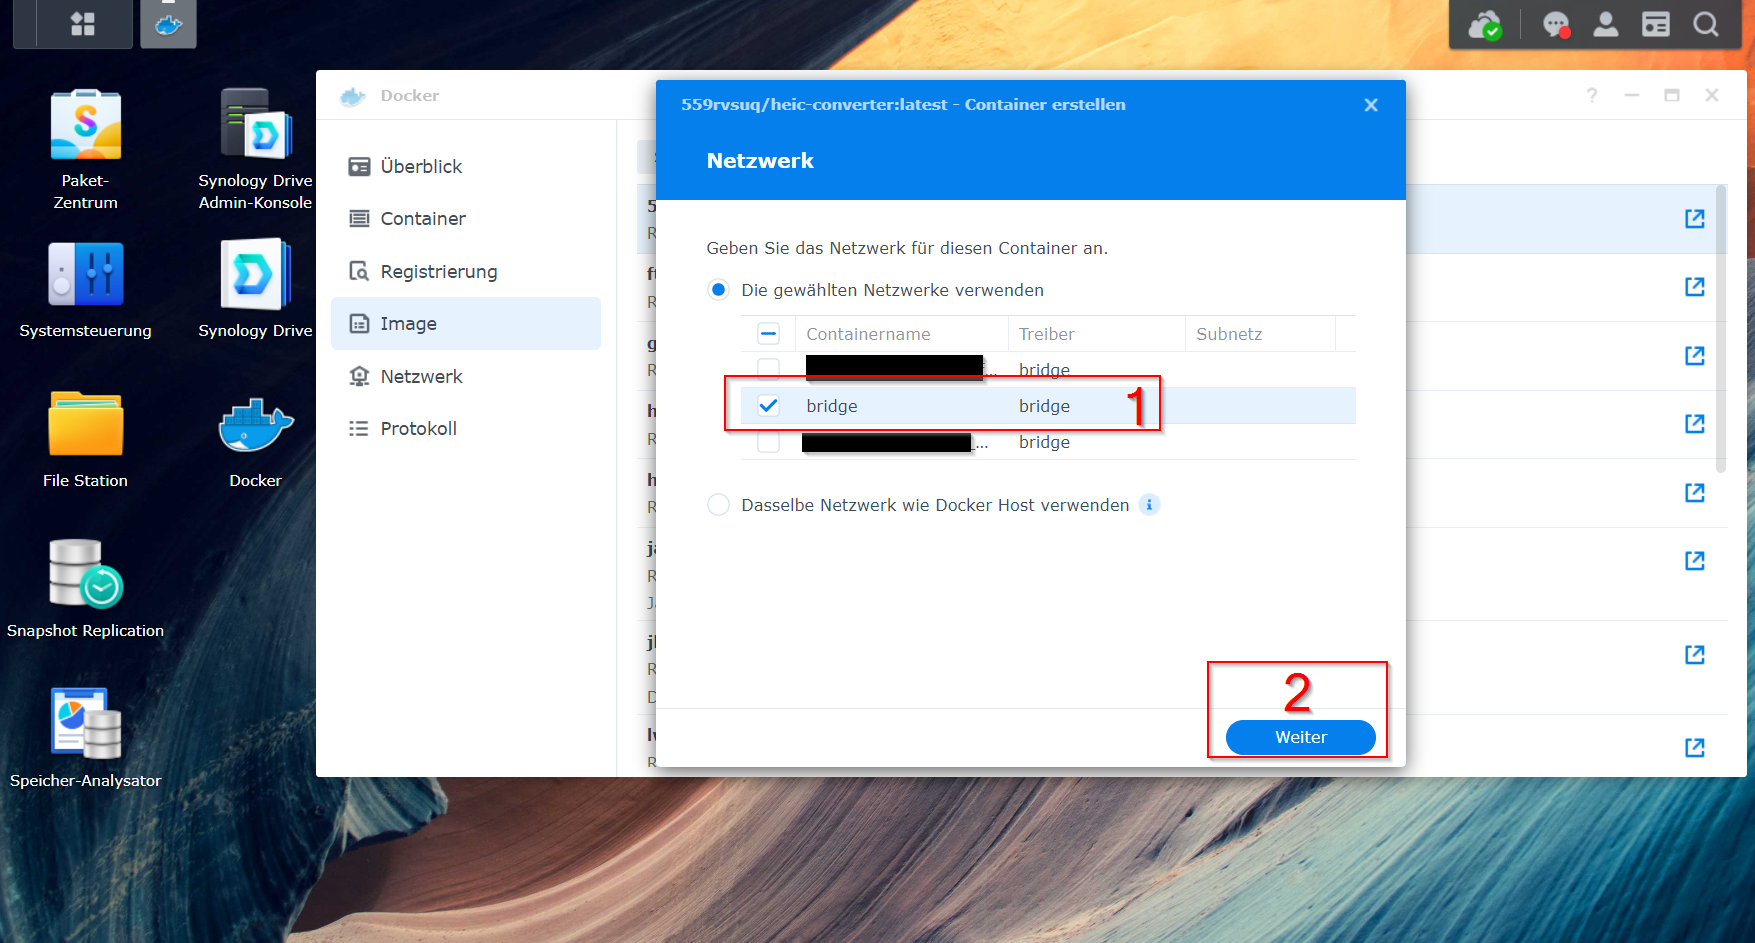 Paket-
Zentrum
Synology Drive
Admin-Konsole
Systemsteuerung
Synology Drive
File Station
Docker
Snapshot Replication
Speicher-Analysator
Docker
Überblick
Container
Registrierung
Image
Netzwerk
Protokoll
559rvsuq/heic-converter:latest - Container erstellen
Netzwerk
Geben Sie das Netzwerk für diesen Container an.
Die gewählten Netzwerke verwenden
Containername Treiber Subnetz
... bridge
bridge bridge 1
_... bridge
Dasselbe Netzwerk wie Docker Host verwenden
2
Weiter